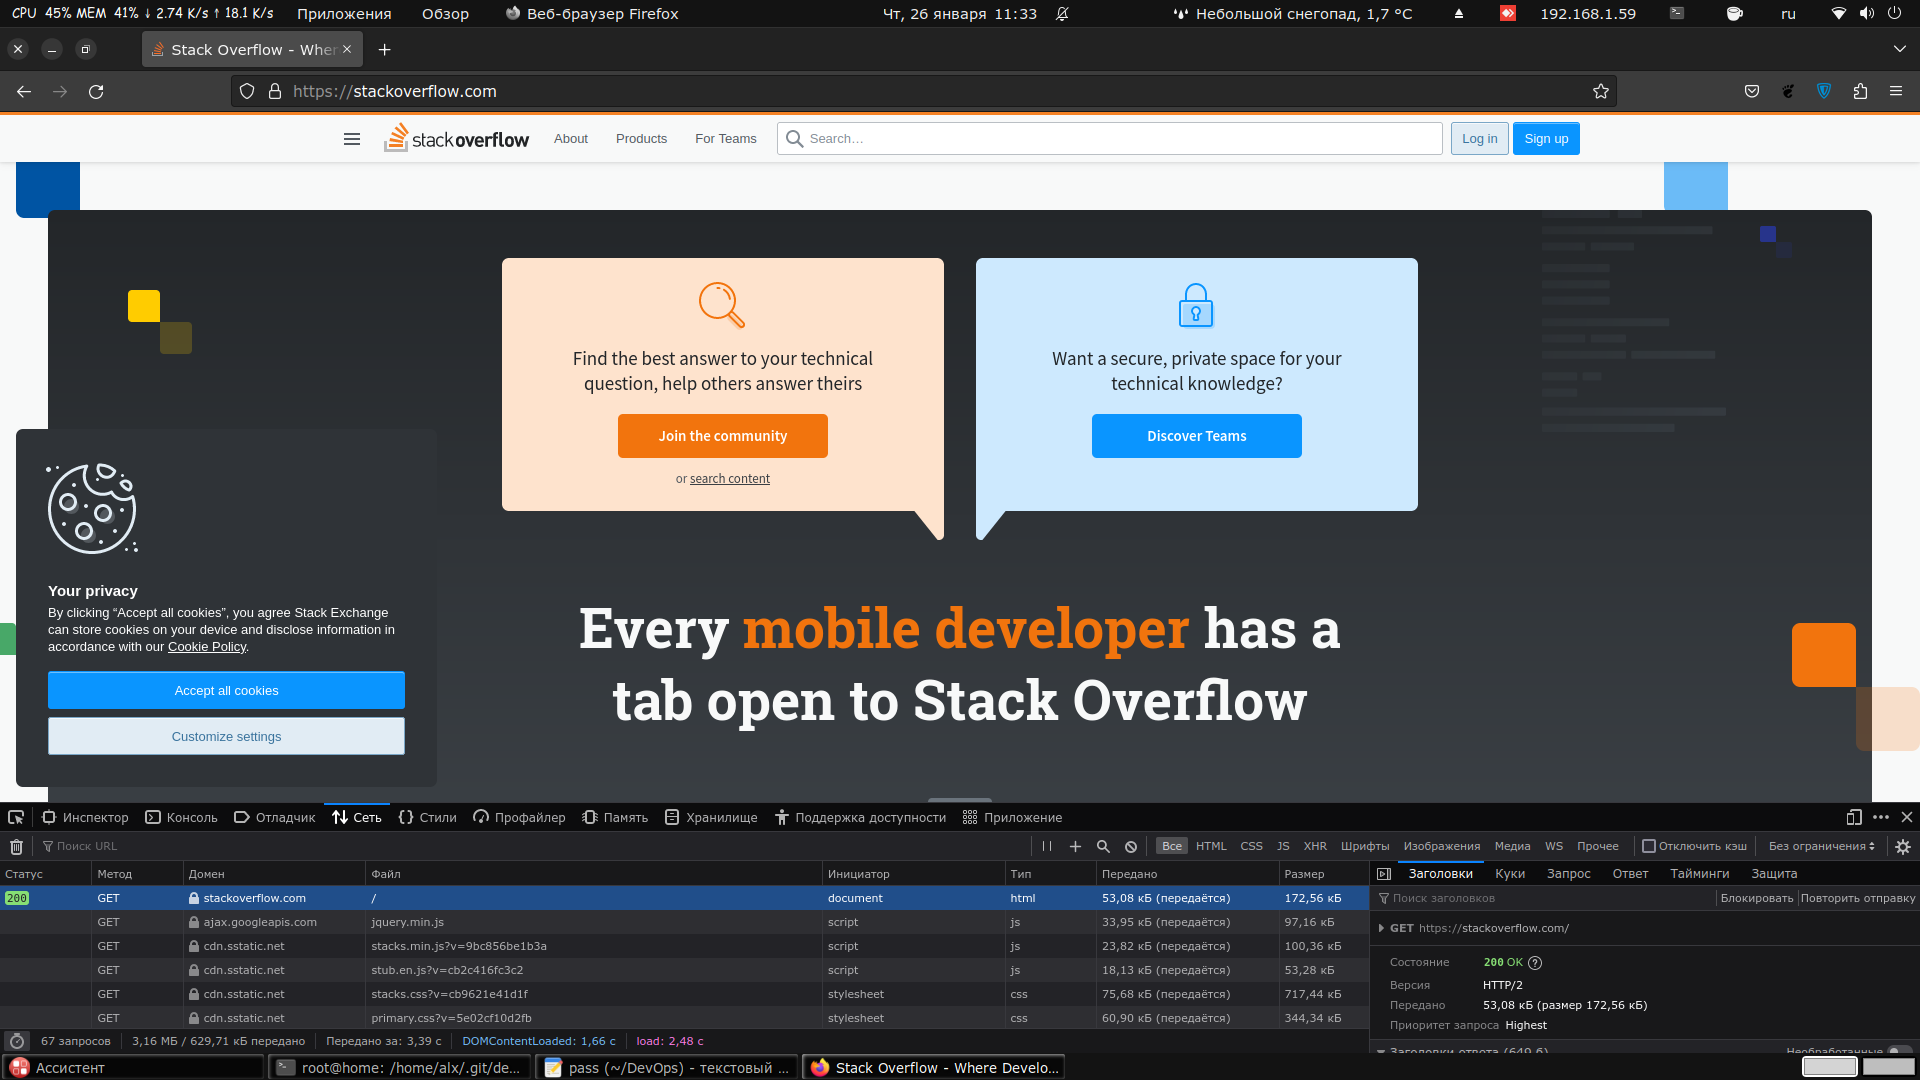 CPU 45% MEM 41% ↓ 2.74 K/s ↑ 18.1 K/s Приложения Обзор Веб-браузер Firefox Чт, 26 января 11:33 Небольшой снегопад, 1,7 °C 192.168.1.59 ru
Stack Overflow - Wher
https://stackoverflow.com
stackoverflow About Products For Teams Search… Log in Sign up
Find the best answer to your technical
question, help others answer theirs
Join the community
or search content
Want a secure, private space for your
technical knowledge?
Discover Teams
Every mobile developer has a
tab open to Stack Overflow
Your privacy
By clicking “Accept all cookies”, you agree Stack Exchange
can store cookies on your device and disclose information in
accordance with our Cookie Policy.
Accept all cookies
Customize settings
Инспектор Консоль Отладчик Сеть Стили Профайлер Память Хранилище Поддержка доступности Приложение
Поиск URL Все HTML CSS JS XHR Шрифты Изображения Медиа WS Прочее Отключить кэш Без ограничения
Статус Метод Домен Файл Инициатор Тип Передано Размер
200 GET stackoverflow.com / document html 53,08 кБ (передаётся) 172,56 кБ
GET ajax.googleapis.com jquery.min.js script js 33,95 кБ (передаётся) 97,16 кБ
GET cdn.sstatic.net stacks.min.js?v=9bc856be1b3a script js 23,82 кБ (передаётся) 100,36 кБ
GET cdn.sstatic.net stub.en.js?v=cb2c416fc3c2 script js 18,13 кБ (передаётся) 53,28 кБ
GET cdn.sstatic.net stacks.css?v=cb9621e41d1f stylesheet css 75,68 кБ (передаётся) 717,44 кБ
GET cdn.sstatic.net primary.css?v=5e02cf10d2fb stylesheet css 60,90 кБ (передаётся) 344,34 кБ
67 запросов 3,16 МБ / 629,71 кБ передано Передано за: 3,39 с DOMContentLoaded: 1,66 с load: 2,48 с
Заголовки Куки Запрос Ответ Тайминги Защита
Поиск заголовков Блокировать Повторить отправку
GET https://stackoverflow.com/
Состояние 200 OK ?
Версия HTTP/2
Передано 53,08 кБ (размер 172,56 кБ)
Приоритет запроса Highest
Заголовки ответа (649 б) Необработанные
Ассистент root@home: /home/alx/.git/de... pass (~/DevOps) - текстовый ... Stack Overflow - Where Develo...